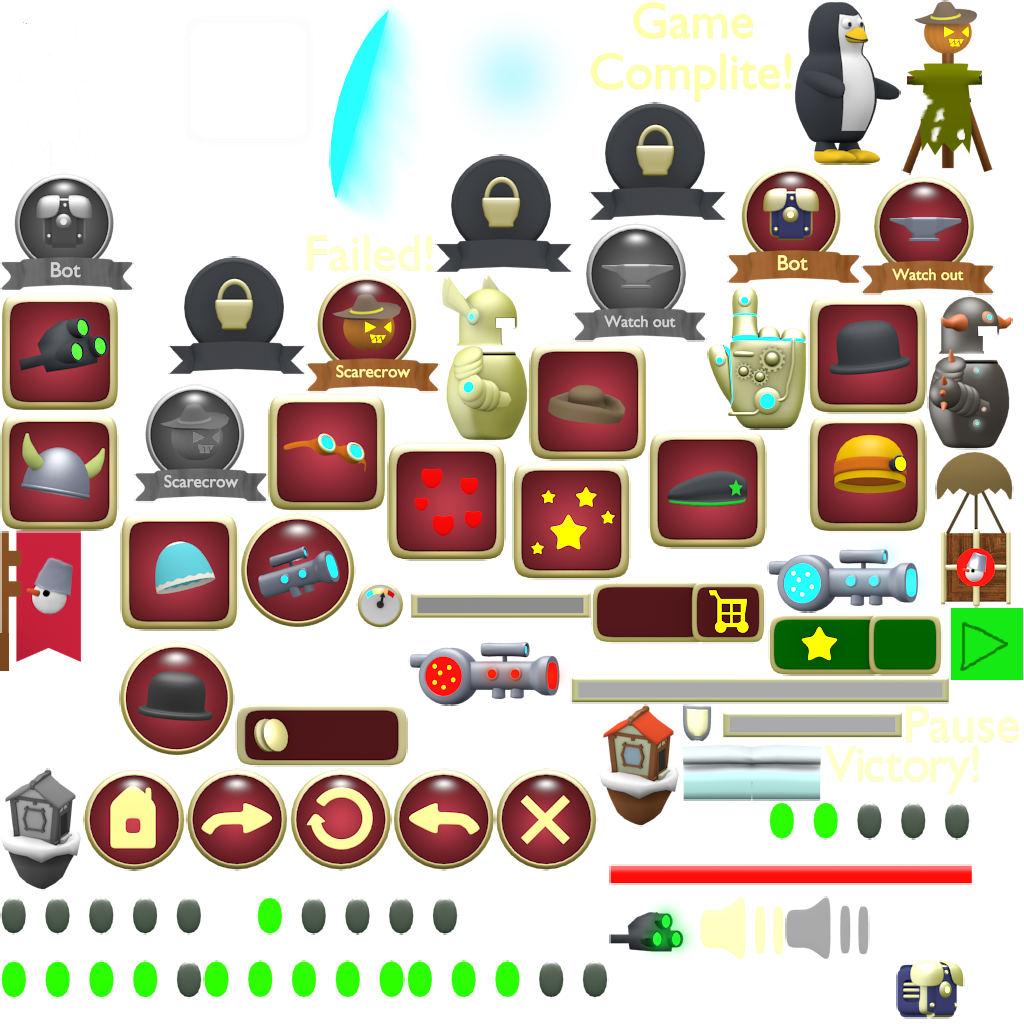 Game
Complite!
Failed!
Bot
Bot
Watch out
Watch out
Scarecrow
Scarecrow
Pause
Victory!